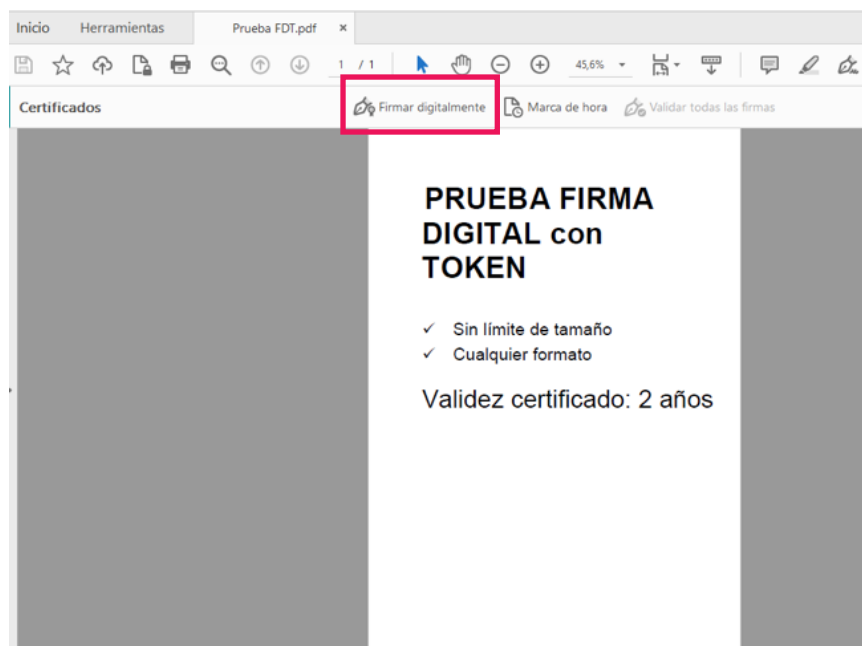 Inicio Herramientas Prueba FDT.pdf ×
1 / 1 45,6%
Certificados Firmar digitalmente Marca de hora Validar todas las firmas
PRUEBA FIRMA
DIGITAL con
TOKEN
✓ Sin límite de tamaño
✓ Cualquier formato
Validez certificado: 2 años